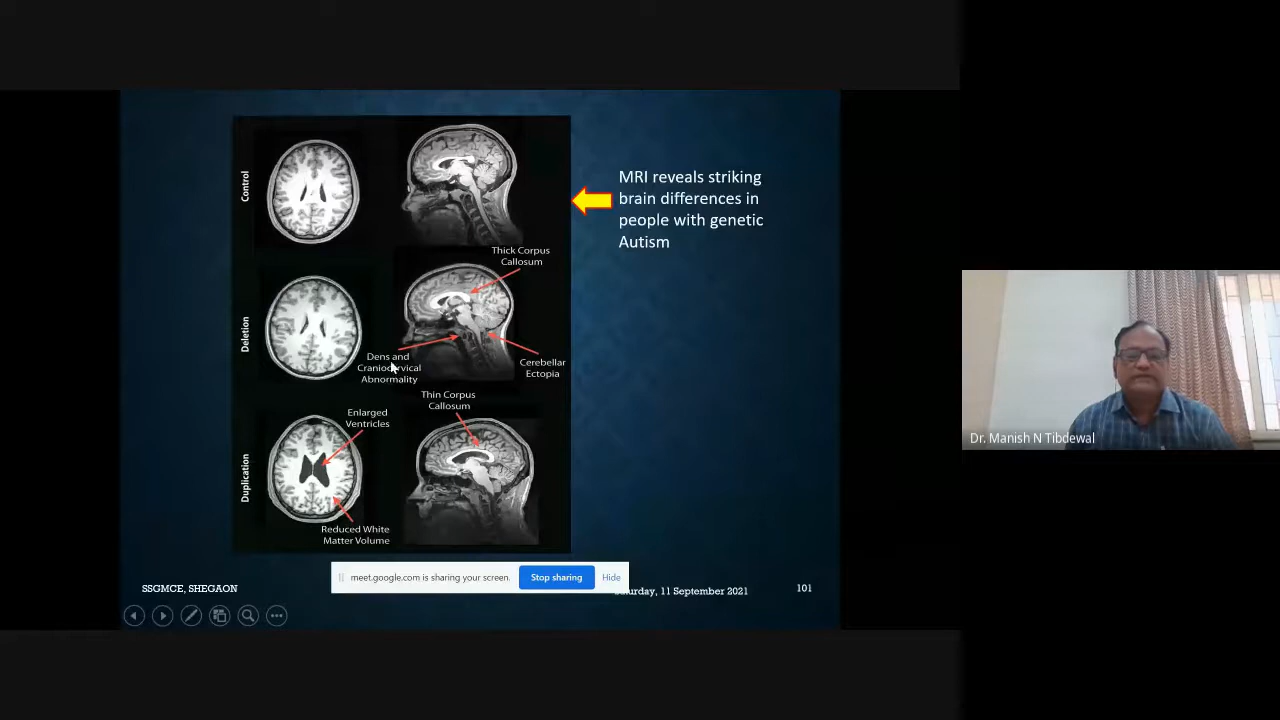 Control
MRI reveals striking
brain differences in
people with genetic
Autism
Thick Corpus
Callosum
Deletion
Dens and
Craniocervical
Abnormality
Cerebellar
Ectopia
Thin Corpus
Callosum
Enlarged
Ventricles
Duplication
Reduced White
Matter Volume
meet.google.com is sharing your screen.
Stop sharing
Hide
SSGMCE, SHEGAON
Saturday, 11 September 2021
101
Dr. Manish N Tibdewal